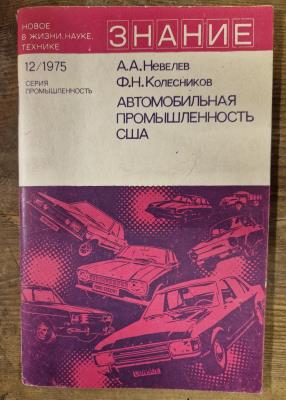 НОВОЕ
В ЖИЗНИ, НАУКЕ,
ТЕХНИКЕ
ЗНАНИЕ
12/1975
СЕРИЯ
ПРОМЫШЛЕННОСТЬ
А.А.Невелев
Ф.Н.Колесников
АВТОМОБИЛЬНАЯ
ПРОМЫШЛЕННОСТЬ
США